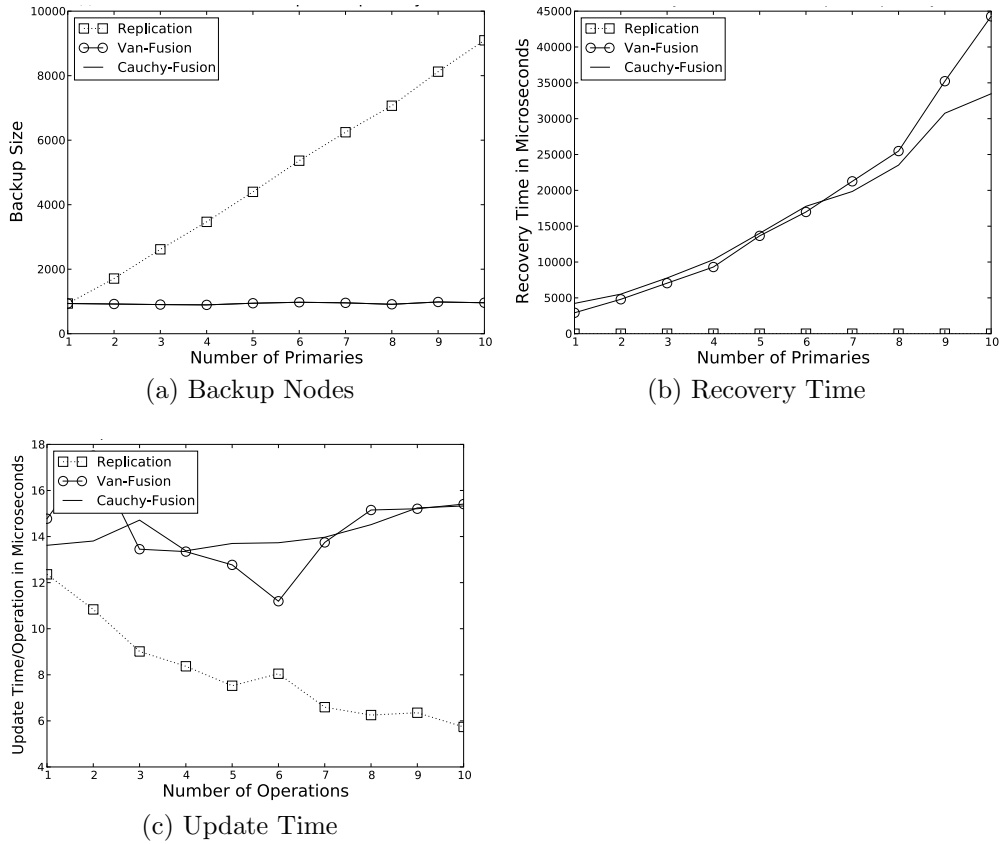 Replication
Van-Fusion
Cauchy-Fusion
10000
8000
6000
4000
2000
0
Backup Size
1 2 3 4 5 6 7 8 9 10
Number of Primaries
(a) Backup Nodes
Replication
Van-Fusion
Cauchy-Fusion
45000
40000
35000
30000
25000
20000
15000
10000
5000
0
Recovery Time in Microseconds
1 2 3 4 5 6 7 8 9 10
Number of Primaries
(b) Recovery Time
Replication
Van-Fusion
Cauchy-Fusion
18
16
14
12
10
8
6
4
Update Time/Operation in Microseconds
1 2 3 4 5 6 7 8 9 10
Number of Operations
(c) Update Time